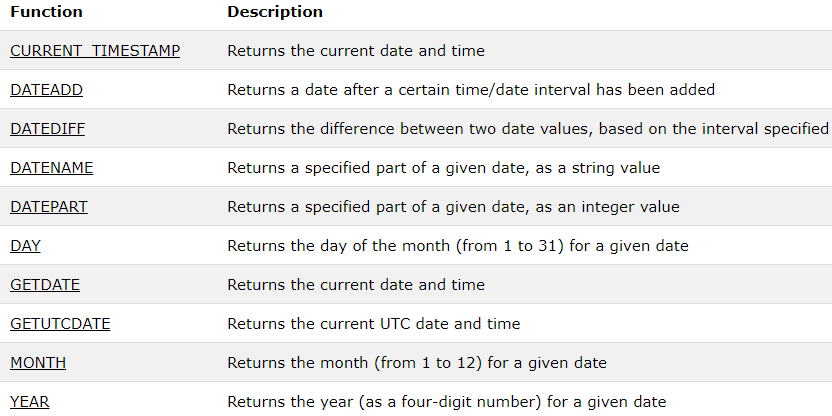 Function Description
CURRENT_TIMESTAMP Returns the current date and time
DATEADD Returns a date after a certain time/date interval has been added
DATEDIFF Returns the difference between two date values, based on the interval specified
DATENAME Returns a specified part of a given date, as a string value
DATEPART Returns a specified part of a given date, as an integer value
DAY Returns the day of the month (from 1 to 31) for a given date
GETDATE Returns the current date and time
GETUTCDATE Returns the current UTC date and time
MONTH Returns the month (from 1 to 12) for a given date
YEAR Returns the year (as a four-digit number) for a given date